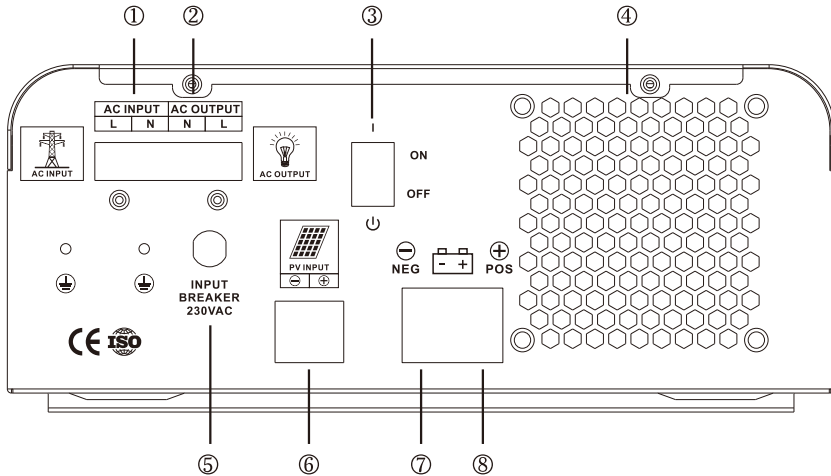 ① ② ③ ④
AC INPUT AC OUTPUT
L N N L
AC INPUT
AC OUTPUT
I
ON
OFF
PV INPUT
⊖ ⊕
⊖ ⊕
NEG - + POS
INPUT
BREAKER
230VAC
CE ISO
⑤ ⑥ ⑦ ⑧